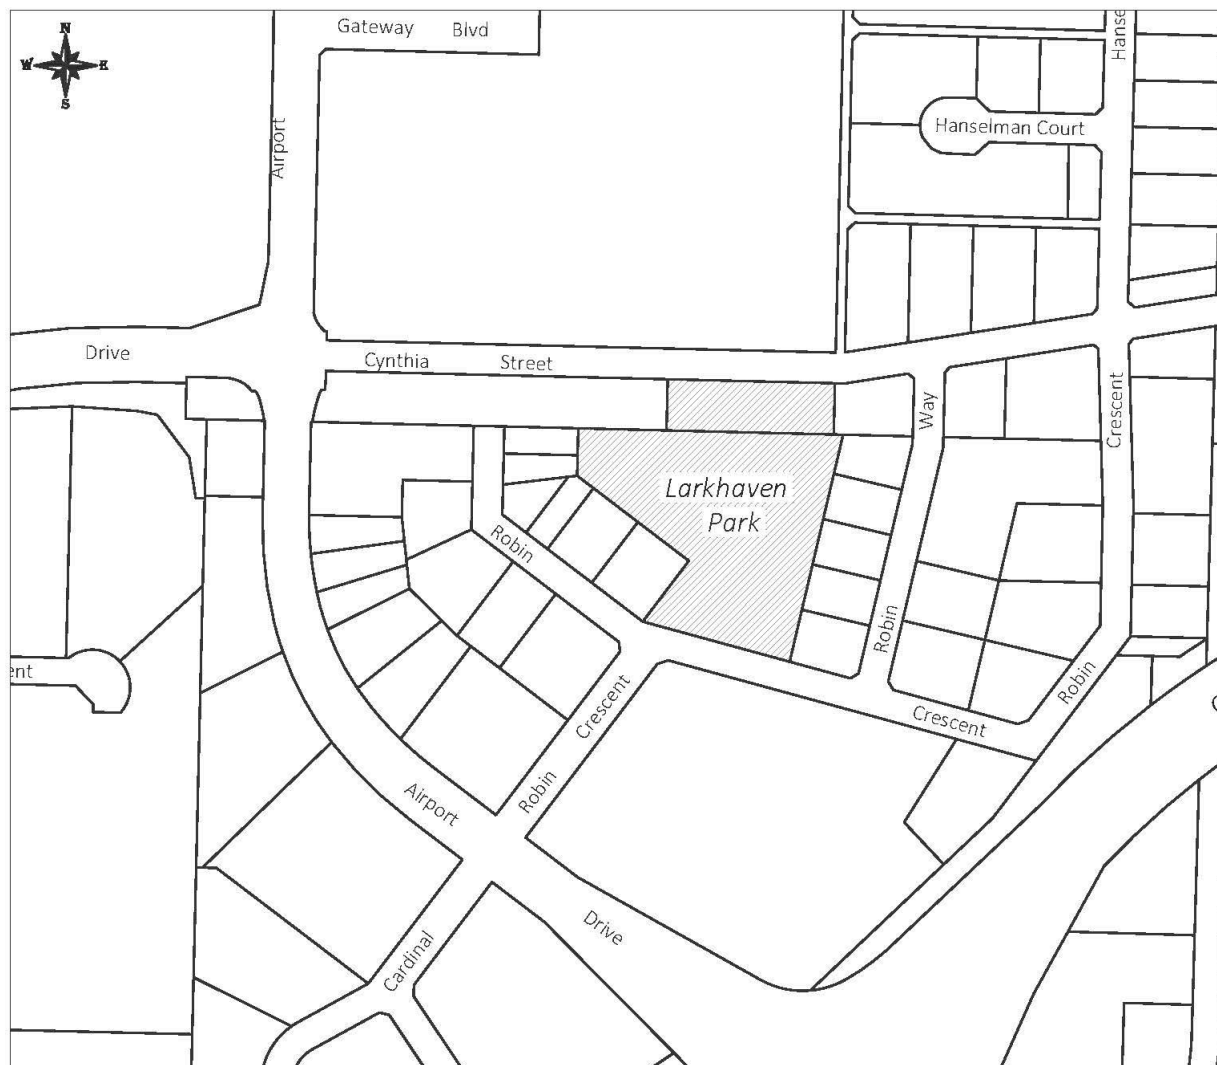 Gateway Blvd
Hanse
N
W E
S
Airport
Hanselman Court
Drive
Cynthia Street
Way
Crescent
Larkhaven
Park
Robin
ent
Robin
Crescent
Robin
Crescent
Robin
Airport
Drive
Cardinal